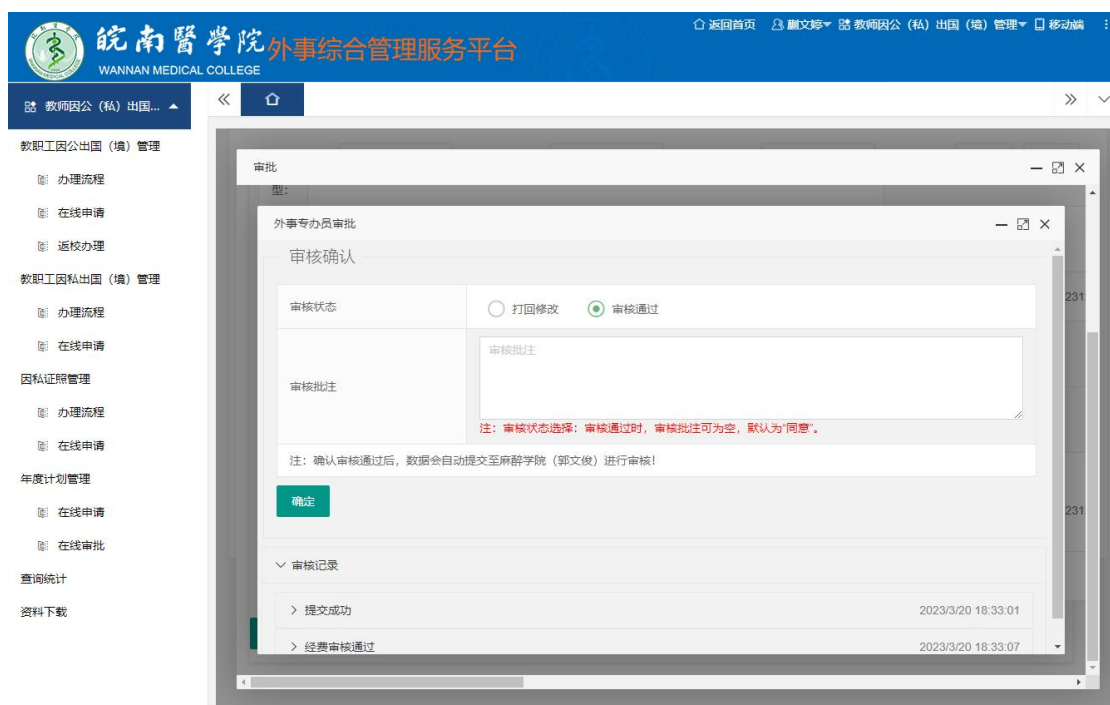 返回首页 蒯文婷 教师因公（私）出国（境）管理 移动端
皖南醫學院外事综合管理服务平台
WANNAN MEDICAL COLLEGE
教师因公（私）出国...
教职工因公出国（境）管理
办理流程
在线申请
返校办理
教职工因私出国（境）管理
办理流程
在线申请
因私证照管理
办理流程
在线申请
年度计划管理
在线申请
在线审批
查询统计
资料下载
审批
型：
外事专办员审批
审核确认
审核状态 打回修改 审核通过
231
审核批注
审核批注
注：审核状态选择：审核通过时，审核批注可为空，默认为“同意”。
注：确认审核通过后，数据会自动提交至麻醉学院（郭文俊）进行审核！
确定
231
审核记录
提交成功 2023/3/20 18:33:01
经费审核通过 2023/3/20 18:33:07